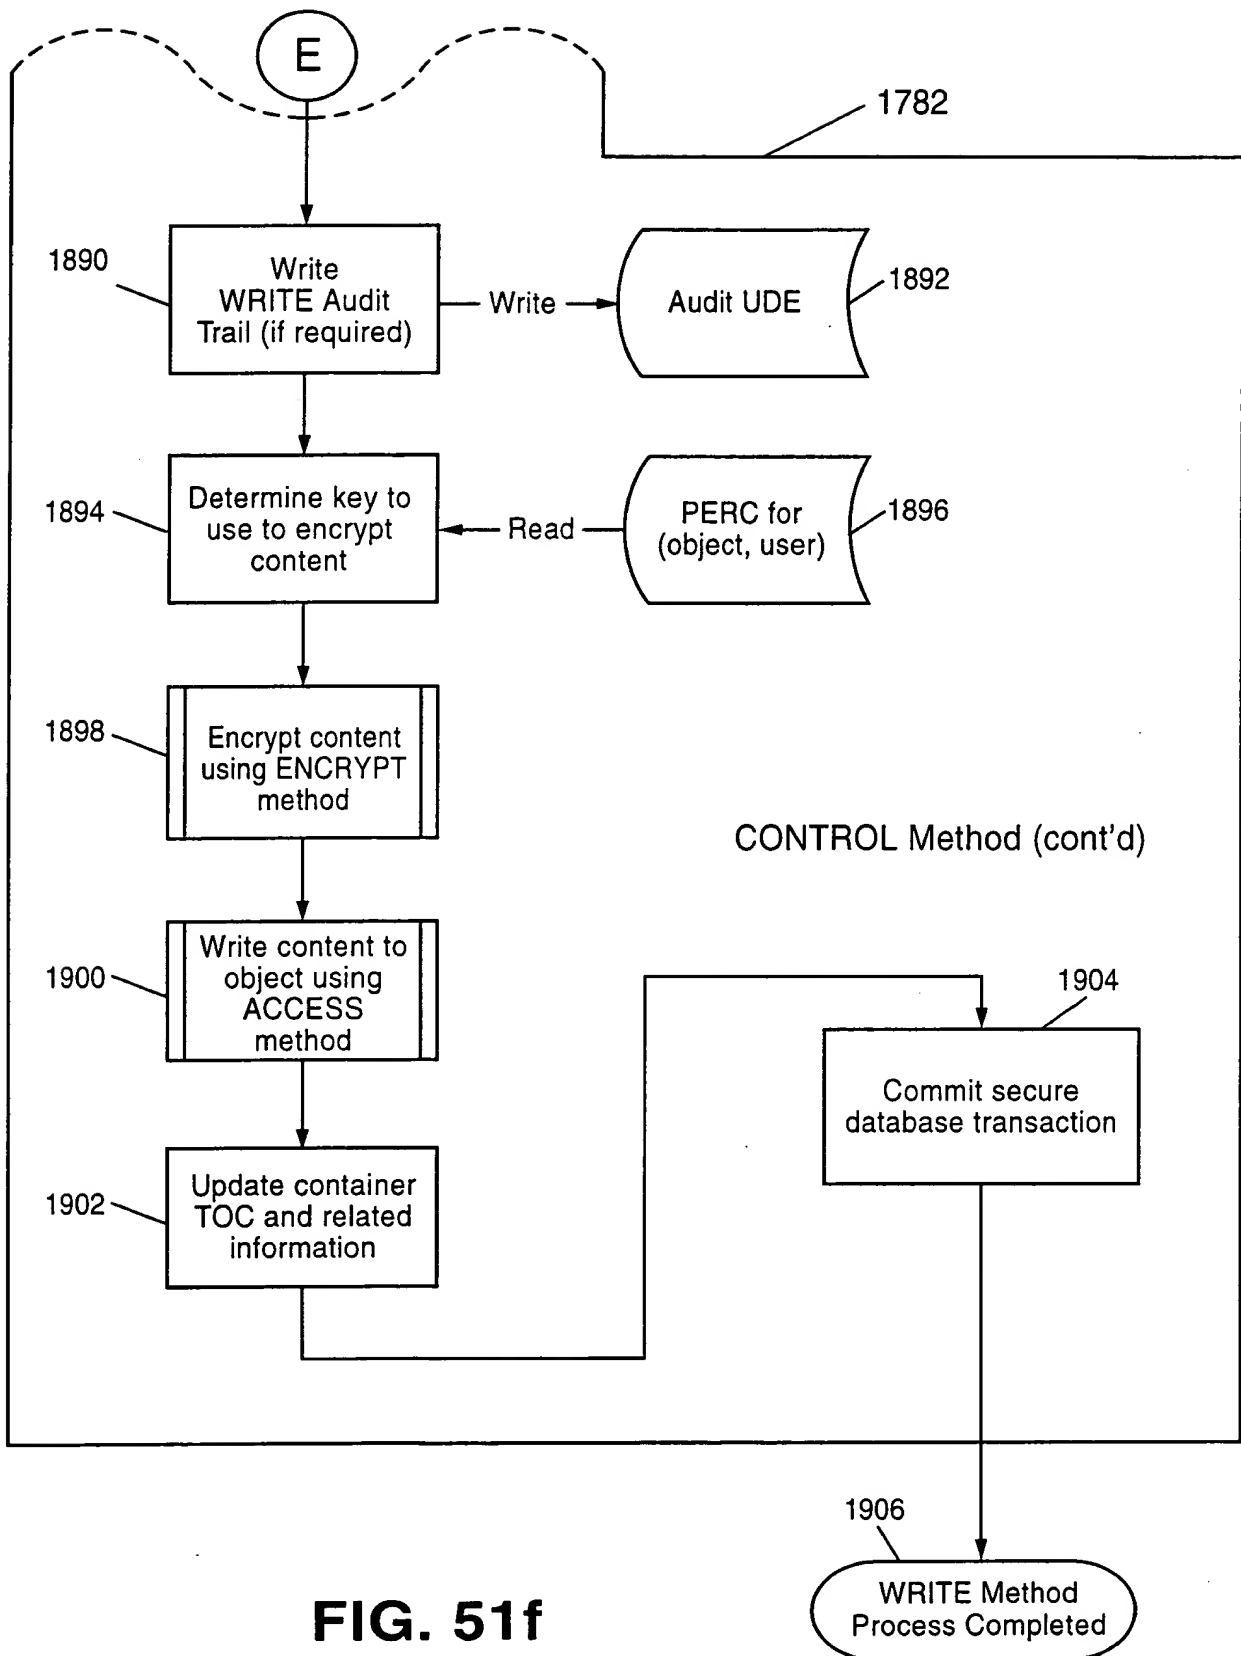 E
1782
1890
Write
WRITE Audit
Trail (if required)
Write
Audit UDE
1892
1894
Determine key to
use to encrypt
content
Read
PERC for
(object, user)
1896
1898
Encrypt content
using ENCRYPT
method
CONTROL Method (cont'd)
1900
Write content to
object using
ACCESS
method
1904
Commit secure
database transaction
1902
Update container
TOC and related
information
1906
WRITE Method
Process Completed
FIG. 51f